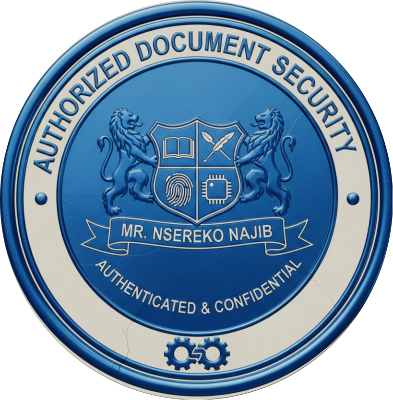 AUTHORIZED DOCUMENT SECURITY
MR. NSEREKO NAJIB
AUTHENTICATED & CONFIDENTIAL